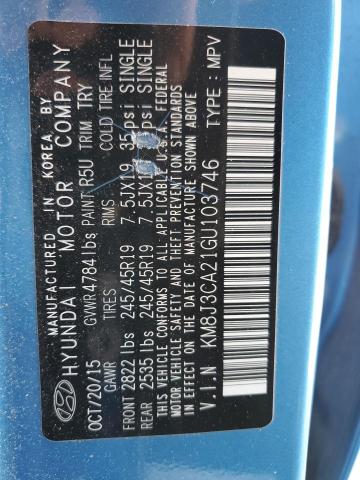 MANUFACTURED IN KOREA BY
HYUNDAI MOTOR COMPANY
OCT/20/15 GVWR 4784 lbs PAINT R5U TRIM TRY
GAWR TIRES RIMS COLD TIRE INFL
FRONT 2822 lbs 245/45R19 7.5JX19 35 psi SINGLE
REAR 2535 lbs 245/45R19 7.5JX19 psi SINGLE
THIS VEHICLE CONFORMS TO ALL APPLICABLE U.S.A. FEDERAL
MOTOR VEHICLE SAFETY AND THEFT PREVENTION STANDARDS
IN EFFECT ON THE DATE OF MANUFACTURE SHOWN ABOVE.
V.I.N KM8J3CA21GU103746 TYPE : MPV